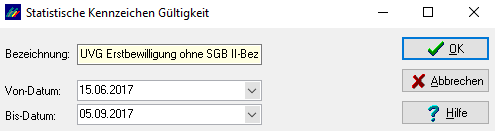 Statistische Kennzeichen Gültigkeit
Bezeichnung: UVG Erstbewilligung ohne SGB II-Bez
OK
Von-Datum: 15.06.2017
Abbrechen
Bis-Datum: 05.09.2017
Hilfe